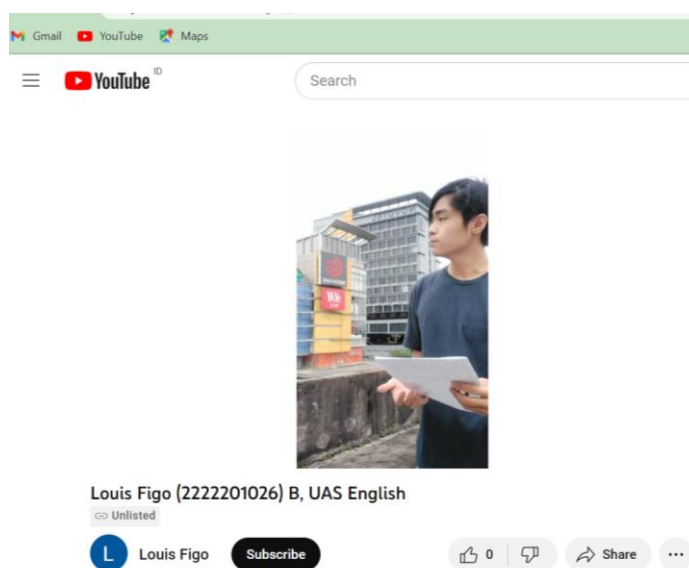 Gmail YouTube Maps
YouTube ID
Search
Louis Figo (2222201026) B, UAS English
Unlisted
L Louis Figo Subscribe 0 Share